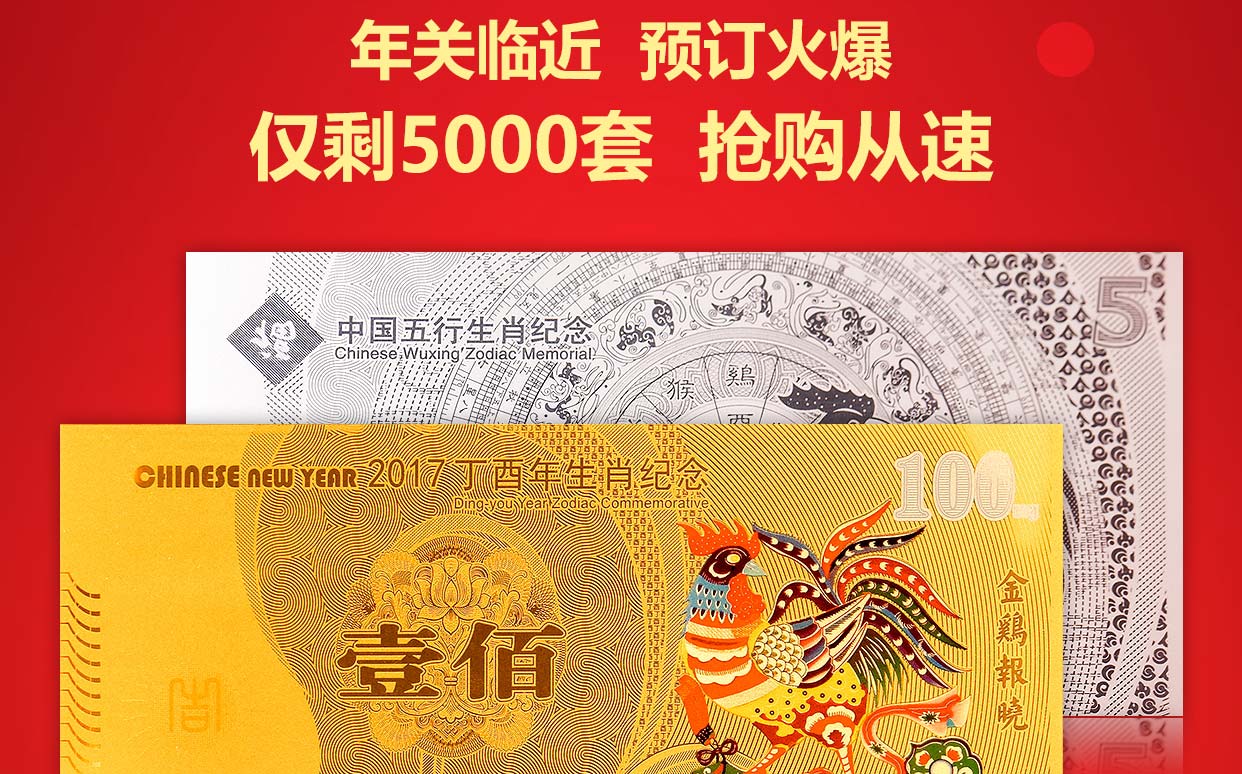 年关临近 预订火爆
仅剩5000套 抢购从速
福
中国五行生肖纪念
Chinese Wuxing Zodiac Memorial
5
猴 鷄
酉
CHINESE NEW YEAR 2017 丁酉年生肖纪念
Ding-you Year Zodiac Commemorative
100
壹佰
金鷄報曉